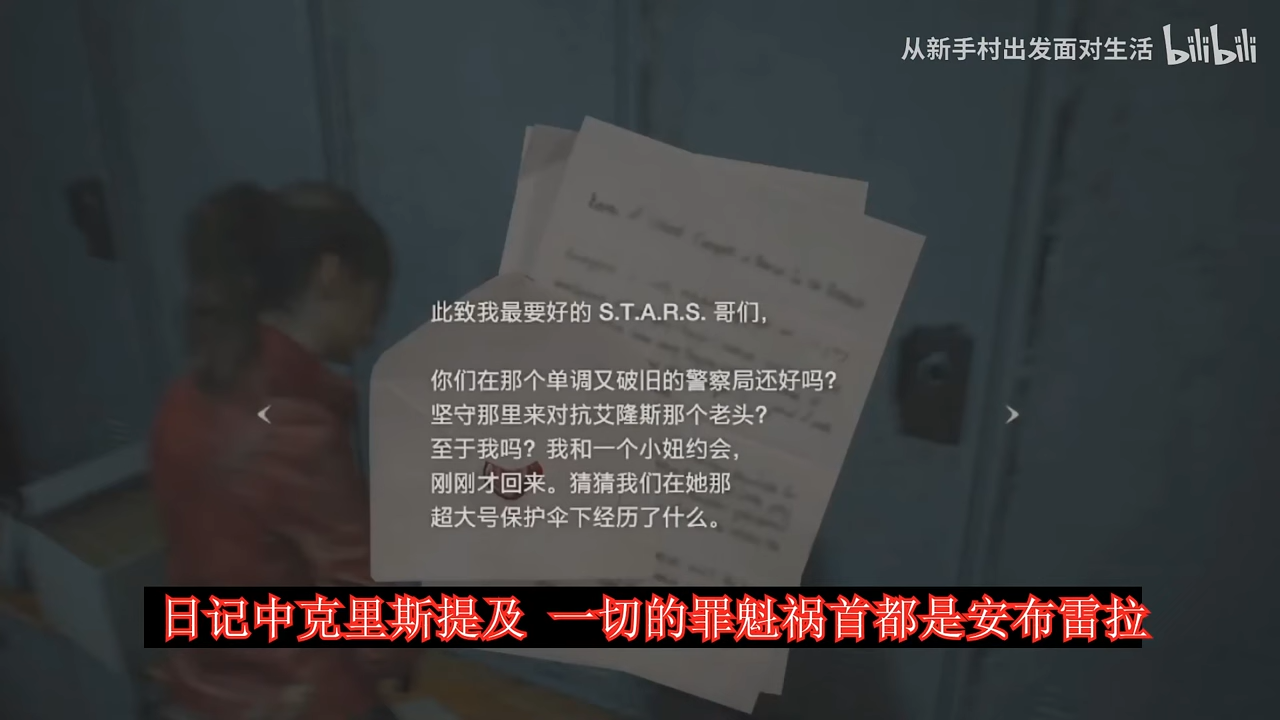 从新手村出发面对生活 bilibili
此致我最要好的 S.T.A.R.S. 哥们，
你们在那个单调又破旧的警察局还好吗？
坚守那里来对抗艾隆斯那个老头？
至于我吗？我和一个小妞约会，
刚刚才回来。猜猜我们在她那
超大号保护伞下经历了什么。
日记中克里斯提及 一切的罪魁祸首都是安布雷拉